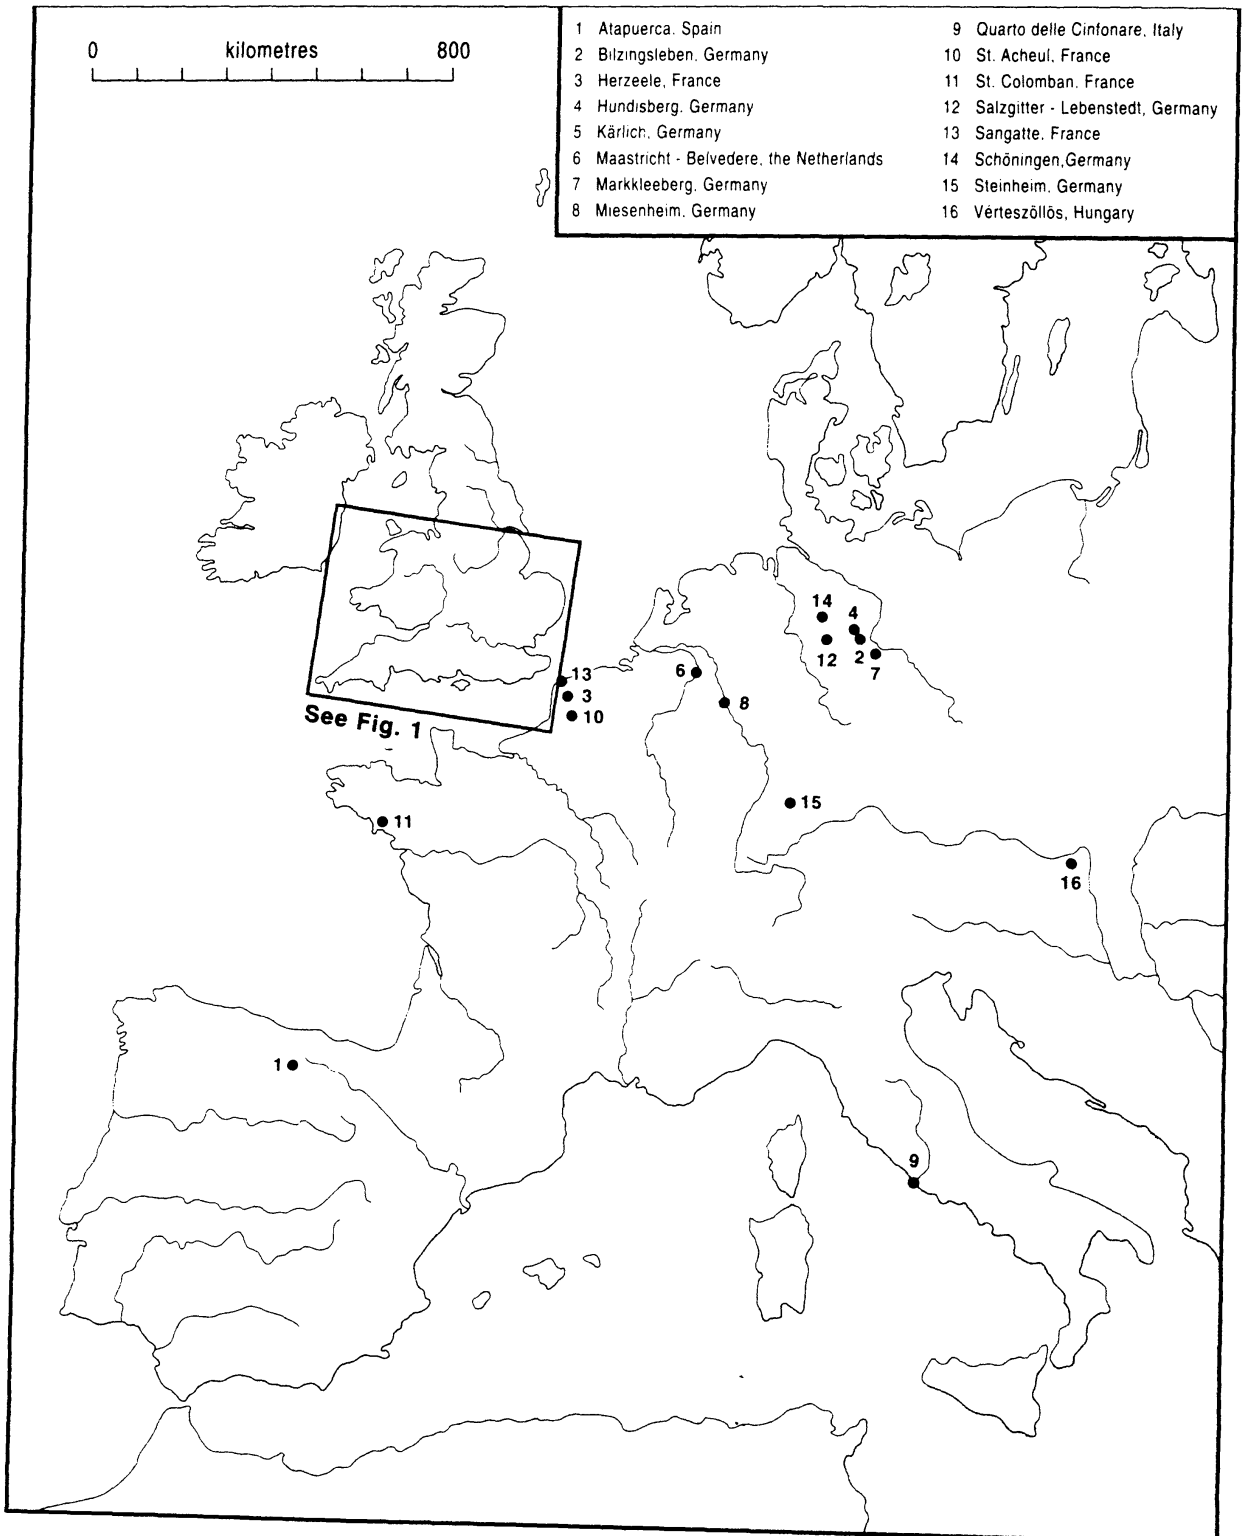 0 kilometres 800
1 Atapuerca, Spain
2 Bilzingsleben, Germany
3 Herzeele, France
4 Hundisberg, Germany
5 Kärlich, Germany
6 Maastricht - Belvedere, the Netherlands
7 Markkleeberg, Germany
8 Miesenheim, Germany
9 Quarto delle Cinfonare, Italy
10 St. Acheul, France
11 St. Colomban, France
12 Salzgitter - Lebenstedt, Germany
13 Sangatte, France
14 Schöningen,Germany
15 Steinheim, Germany
16 Vérteszöllös, Hungary
14
4
12
2
7
13
6
3
8
10
See Fig. 1
15
11
16
1
9